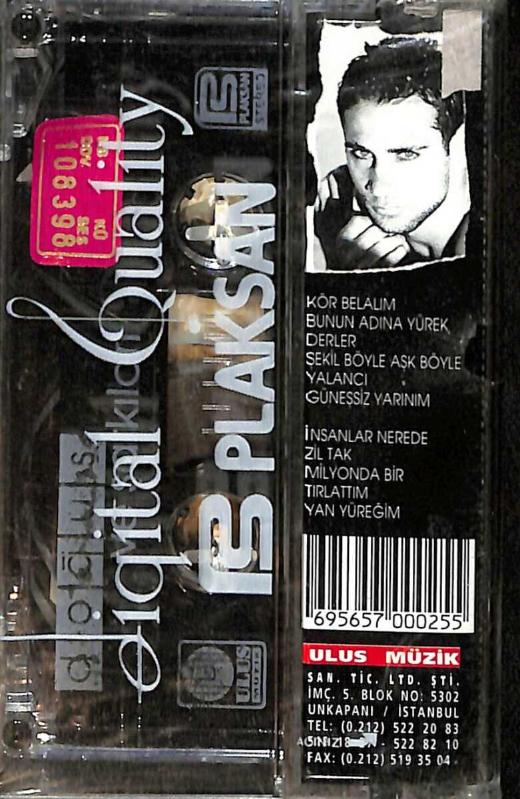 KÖR BELALIM
BUNUN ADINA YÜREK
DERLER
ŞEKİL BÖYLE AŞK BÖYLE
YALANCI
GÜNEŞSİZ YARINIM
İNSANLAR NEREDE
ZİL TAK
MİLYONDA BİR
TIRLATTIM
YAN YÜREĞİM
695657 000255
ULUS MÜZİK
SAN. TİC. LTD. ŞTİ.
İMÇ. 5. BLOK NO: 5302
UNKAPANI / İSTANBUL
TEL: (0.212) 522 20 83
522 82 10
FAX: (0.212) 519 35 04
PLAKSAN
STEREO
108398
Digital Quality
PLAKSAN
ULUS
MÜZİK